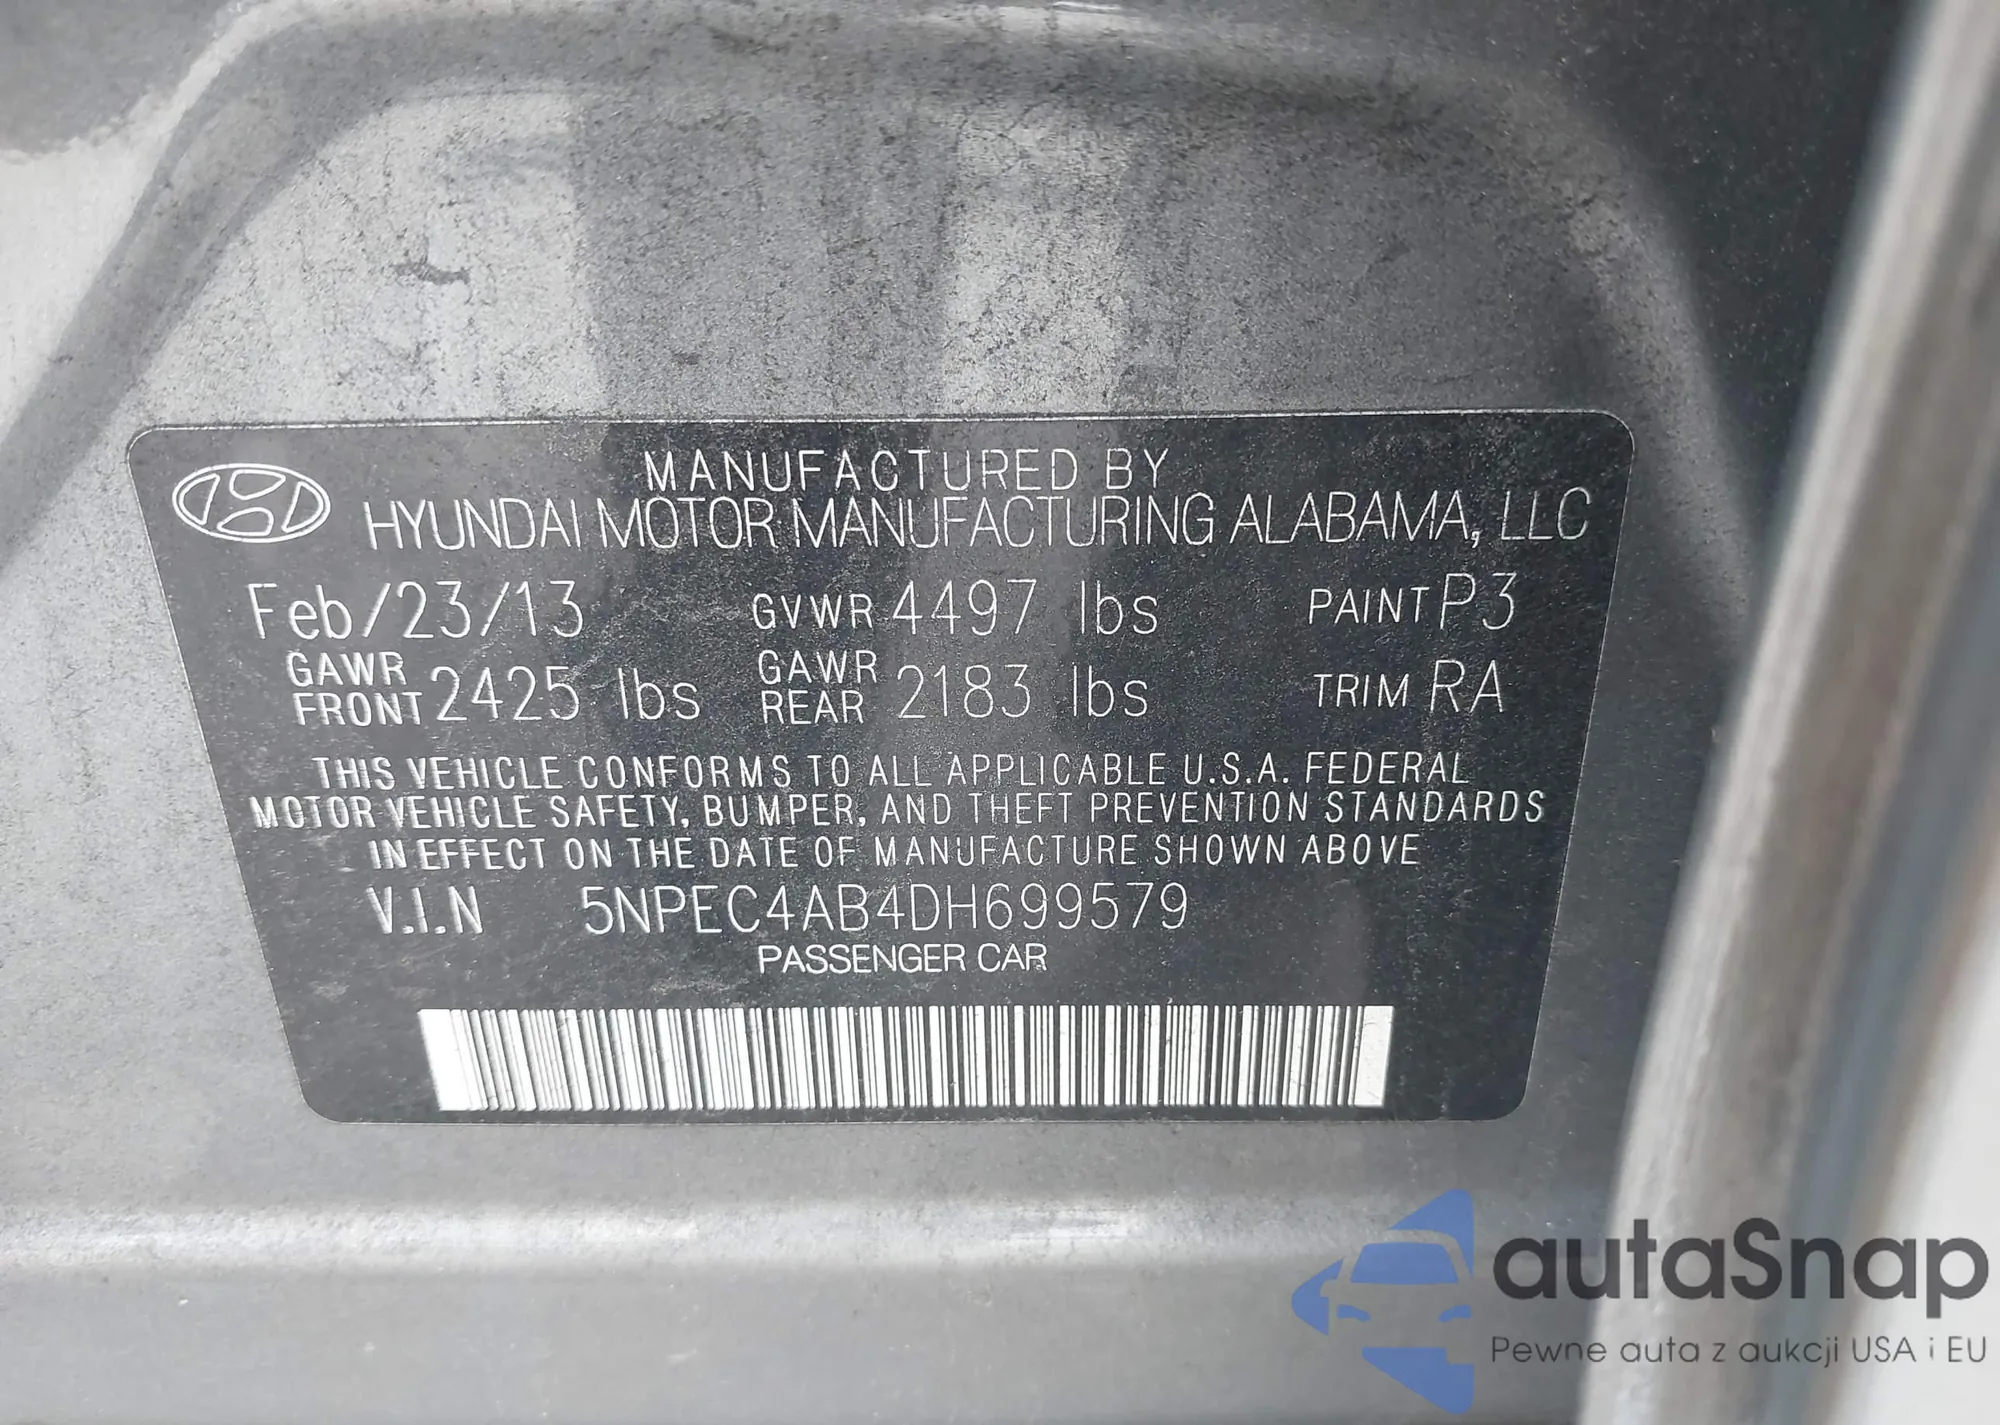 MANUFACTURED BY
HYUNDAI MOTOR MANUFACTURING ALABAMA, LLC
Feb/23/13 GVWR 4497 lbs PAINT P3
GAWR FRONT 2425 lbs GAWR REAR 2183 lbs TRIM RA
THIS VEHICLE CONFORMS TO ALL APPLICABLE U.S.A. FEDERAL
MOTOR VEHICLE SAFETY, BUMPER, AND THEFT PREVENTION STANDARDS
IN EFFECT ON THE DATE OF MANUFACTURE SHOWN ABOVE
V.I.N 5NPEC4AB4DH699579
PASSENGER CAR
autaSnap
Pewne auta z aukcji USA i EU